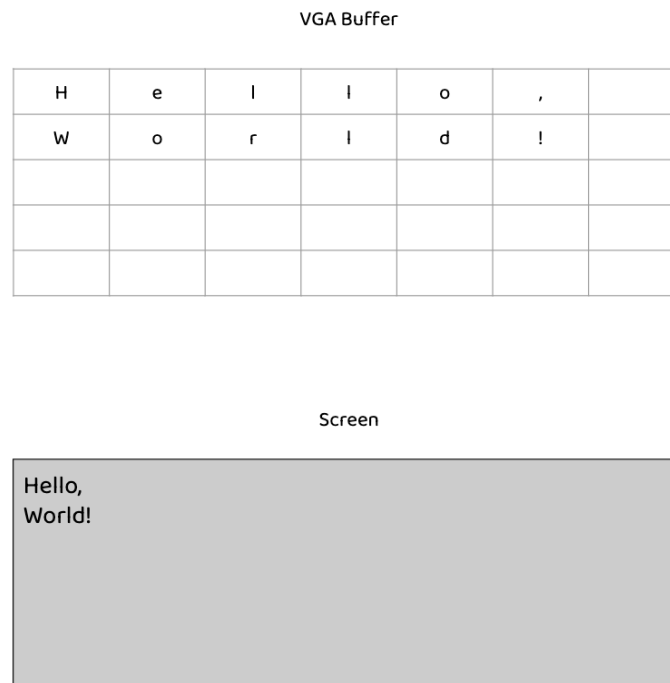 VGA Buffer
H e l l o ,
W o r l d !
Screen
Hello,
World!